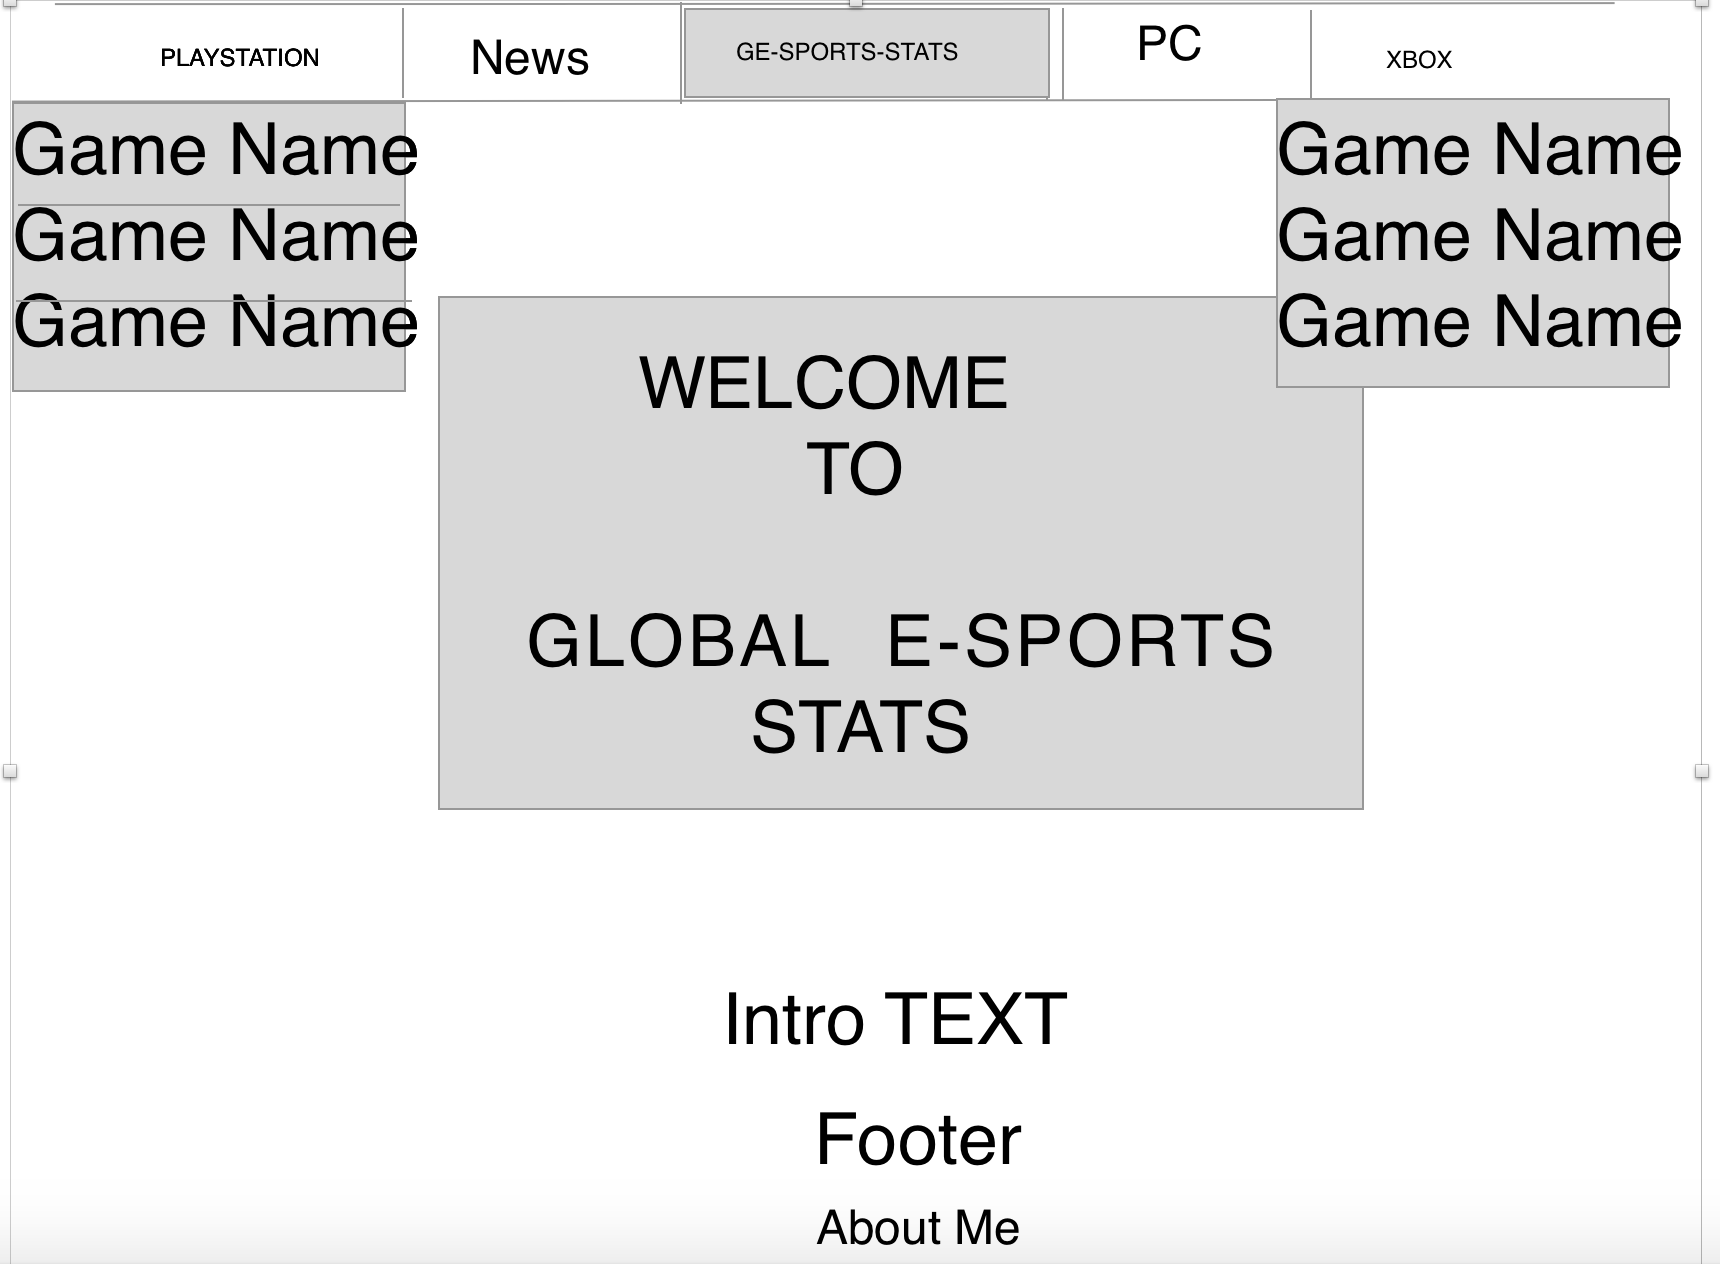 PLAYSTATION
News
GE-SPORTS-STATS
PC
XBOX
Game Name
Game Name
Game Name
Game Name
Game Name
Game Name
WELCOME
TO
GLOBAL E-SPORTS
STATS
Intro TEXT
Footer
About Me